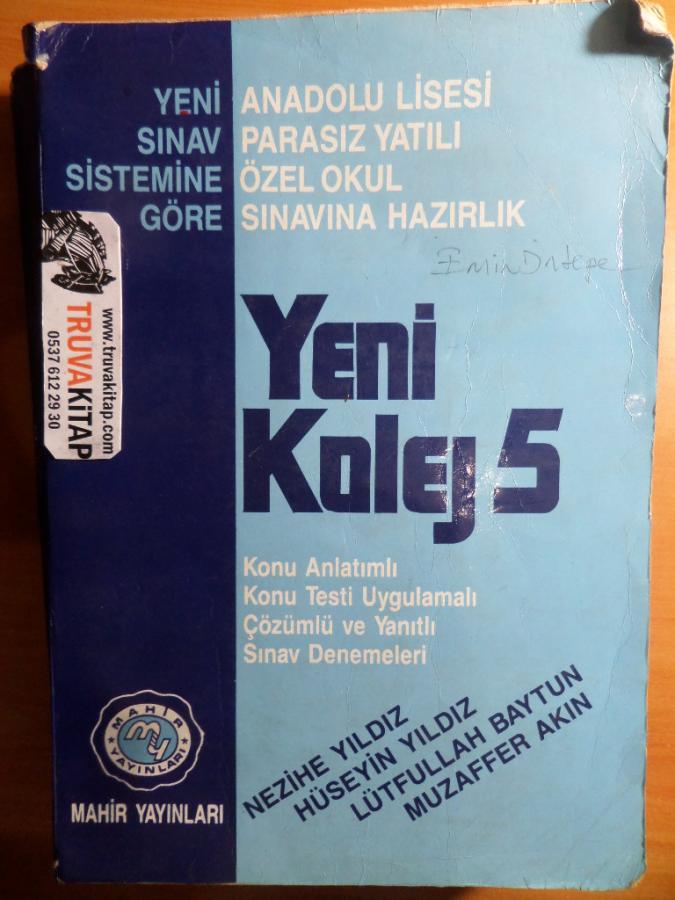 YENİ ANADOLU LİSESİ
SINAV PARASIZ YATILI
SİSTEMİNE ÖZEL OKUL
GÖRE SINAVINA HAZIRLIK
www.truvakitap.com
TRUVAKİTAP
0537 612 29 30
Yeni
Kolej 5
Konu Anlatımlı
Konu Testi Uygulamalı
Çözümlü ve Yanıtlı
Sınav Denemeleri
NEZİHE YILDIZ
HÜSEYİN YILDIZ
LÜTFULLAH BAYTUN
MUZAFFER AKIN
MAHİR
YAYINLARI
MAHİR YAYINLARI